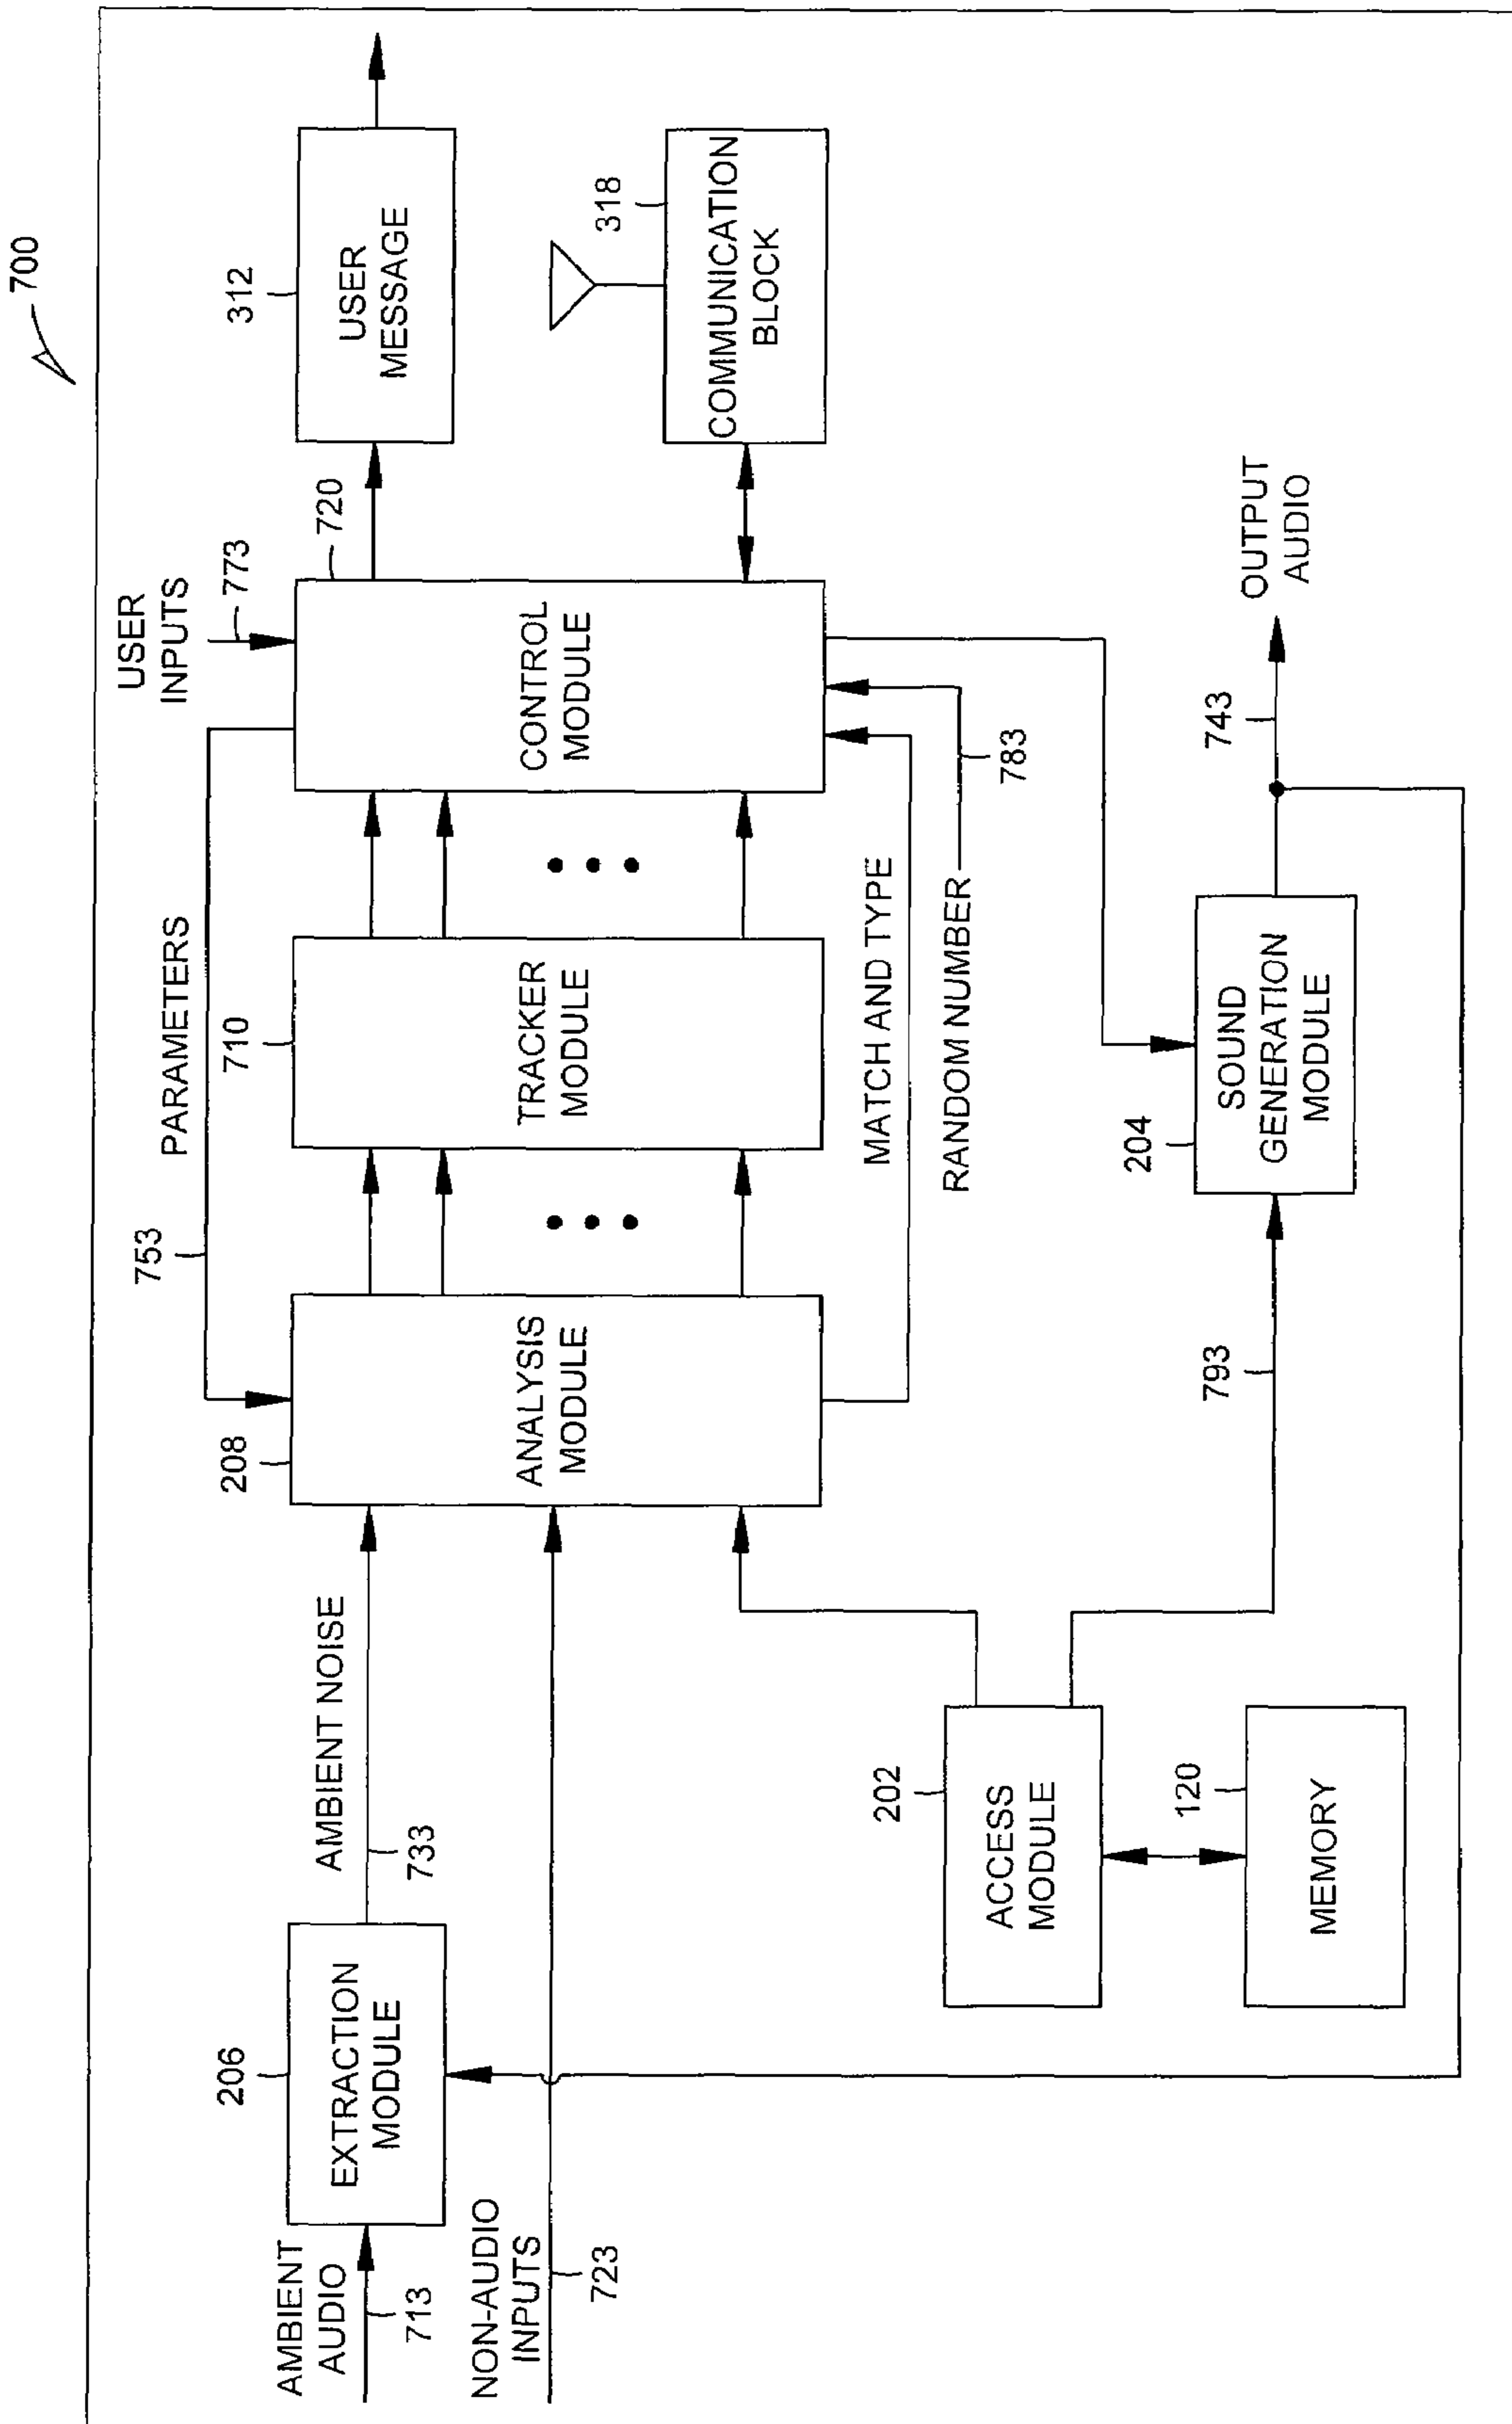 700
USER
INPUTS
773
PARAMETERS
753
AMBIENT NOISE
733
AMBIENT
AUDIO
713
206
EXTRACTION
MODULE
NON-AUDIO
INPUTS
723
208
ANALYSIS
MODULE
710
TRACKER
MODULE
720
CONTROL
MODULE
312
USER
MESSAGE
318
COMMUNICATION
BLOCK
MATCH AND TYPE
RANDOM NUMBER
783
202
ACCESS
MODULE
120
MEMORY
793
204
SOUND
GENERATION
MODULE
743
OUTPUT
AUDIO